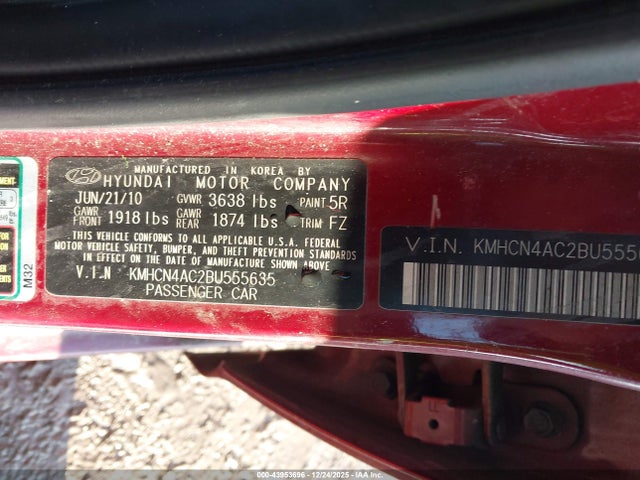 MANUFACTURED IN KOREA BY
HYUNDAI MOTOR COMPANY
JUN/21/10 GVWR 3638 lbs PAINT 5R
GAWR FRONT 1918 lbs GAWR REAR 1874 lbs TRIM FZ
THIS VEHICLE CONFORMS TO ALL APPLICABLE U.S.A. FEDERAL
MOTOR VEHICLE SAFETY, BUMPER, AND THEFT PREVENTION STANDARDS
IN EFFECT ON THE DATE OF MANUFACTURE SHOWN ABOVE.
V.I.N KMHCN4AC2BU555635
PASSENGER CAR
M32
V.I.N. KMHCN4AC2BU555
000-43953696 - 12/24/2025 -